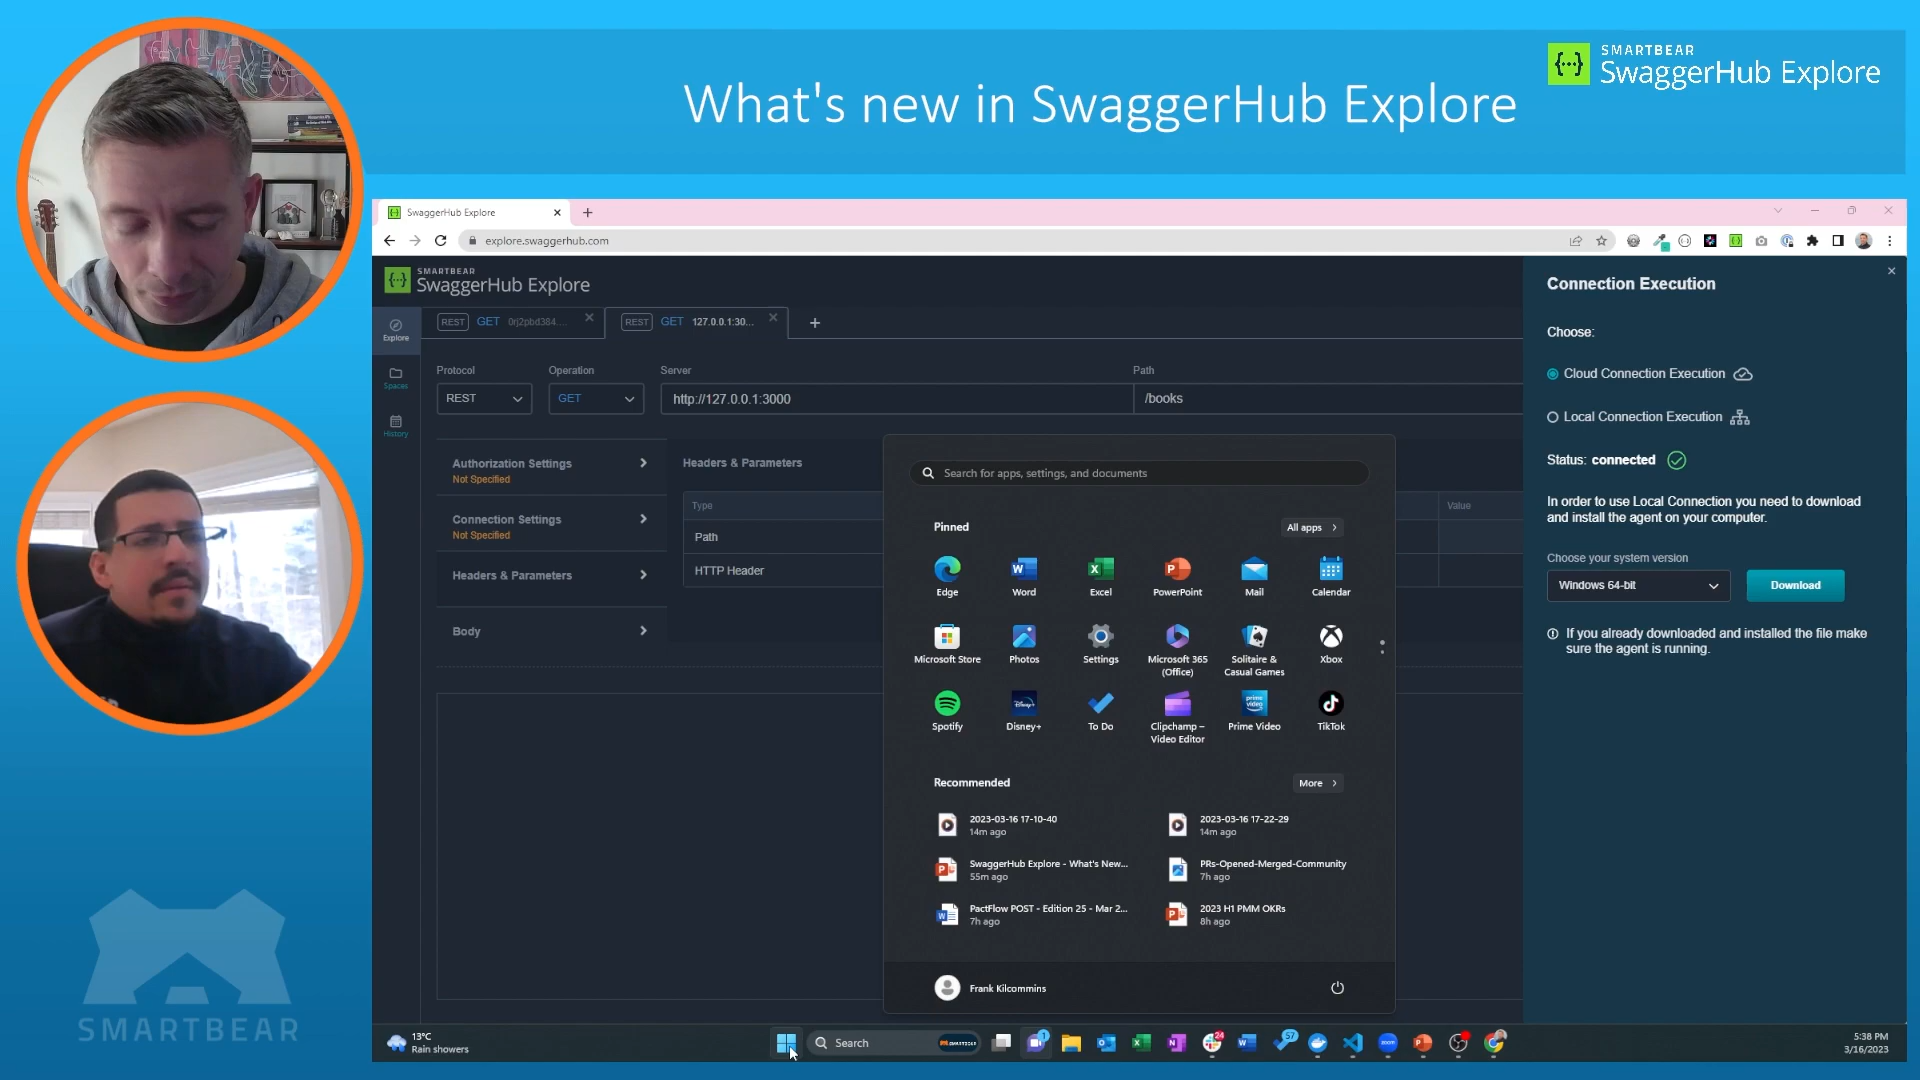 What's new in SwaggerHub Explore
SMARTBEAR
SwaggerHub Explore
SwaggerHub Explore
explore.swaggerhub.com
SMARTBEAR
SwaggerHub Explore
Explore
Spaces
History
REST GET 0rj2pbd384....
REST GET 127.0.0.1:30...
Protocol
Operation
Server
Path
REST
GET
http://127.0.0.1:3000
/books
Authorization Settings
Not Specified
Connection Settings
Not Specified
Headers & Parameters
Body
Headers & Parameters
Type
Value
Path
HTTP Header
Search for apps, settings, and documents
Pinned
All apps
Edge
Word
Excel
PowerPoint
Mail
Calendar
Microsoft Store
Photos
Settings
Microsoft 365
(Office)
Solitaire &
Casual Games
Xbox
Spotify
Disney+
To Do
Clipchamp –
Video Editor
Prime Video
TikTok
Recommended
More
2023-03-16 17-10-40
14m ago
2023-03-16 17-22-29
14m ago
SwaggerHub Explore - What's New...
55m ago
PRs-Opened-Merged-Community
7h ago
PactFlow POST - Edition 25 - Mar 2...
7h ago
2023 H1 PMM OKRs
8h ago
Frank Kilcommins
Connection Execution
Choose:
Cloud Connection Execution
Local Connection Execution
Status: connected
In order to use Local Connection you need to download
and install the agent on your computer.
Choose your system version
Windows 64-bit
Download
If you already downloaded and installed the file make
sure the agent is running.
SMARTBEAR
13°C
Rain showers
Search
5:38 PM
3/16/2023